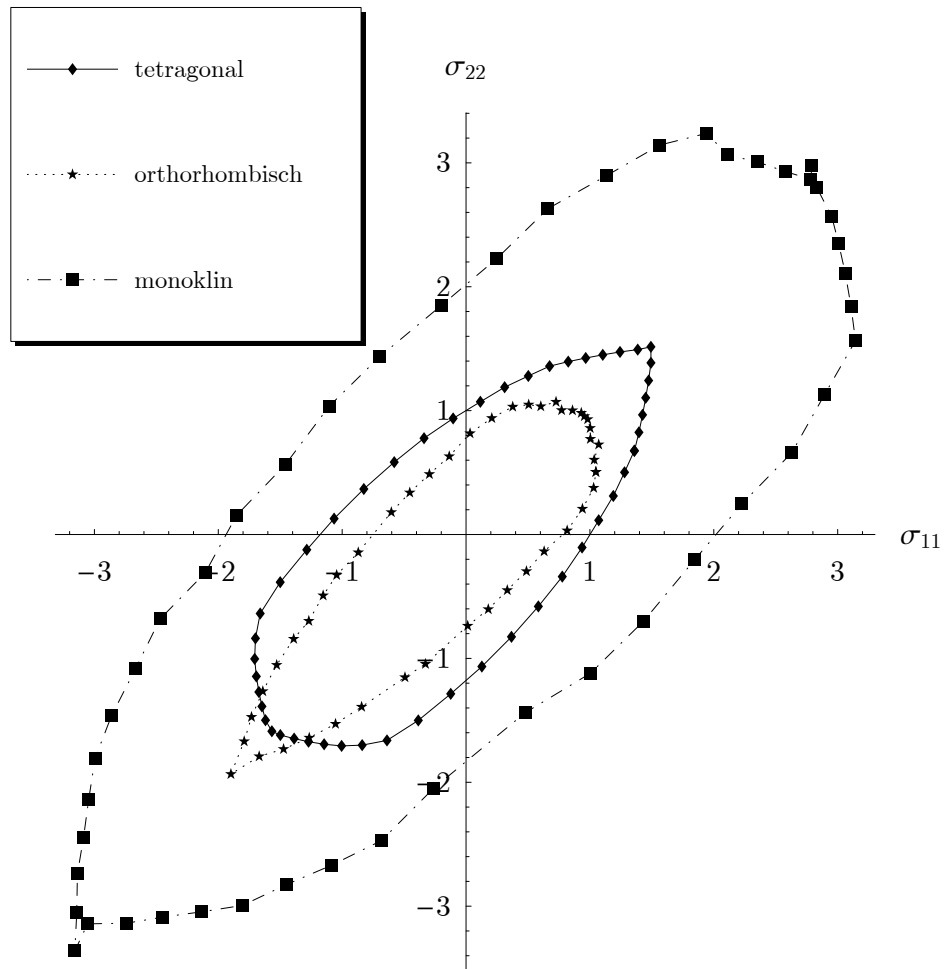 tetragonal
orthorhombisch
monoklin
σ22
3
2
1
−3 −2 −1 1 2 3 σ11
−1
−2
−3